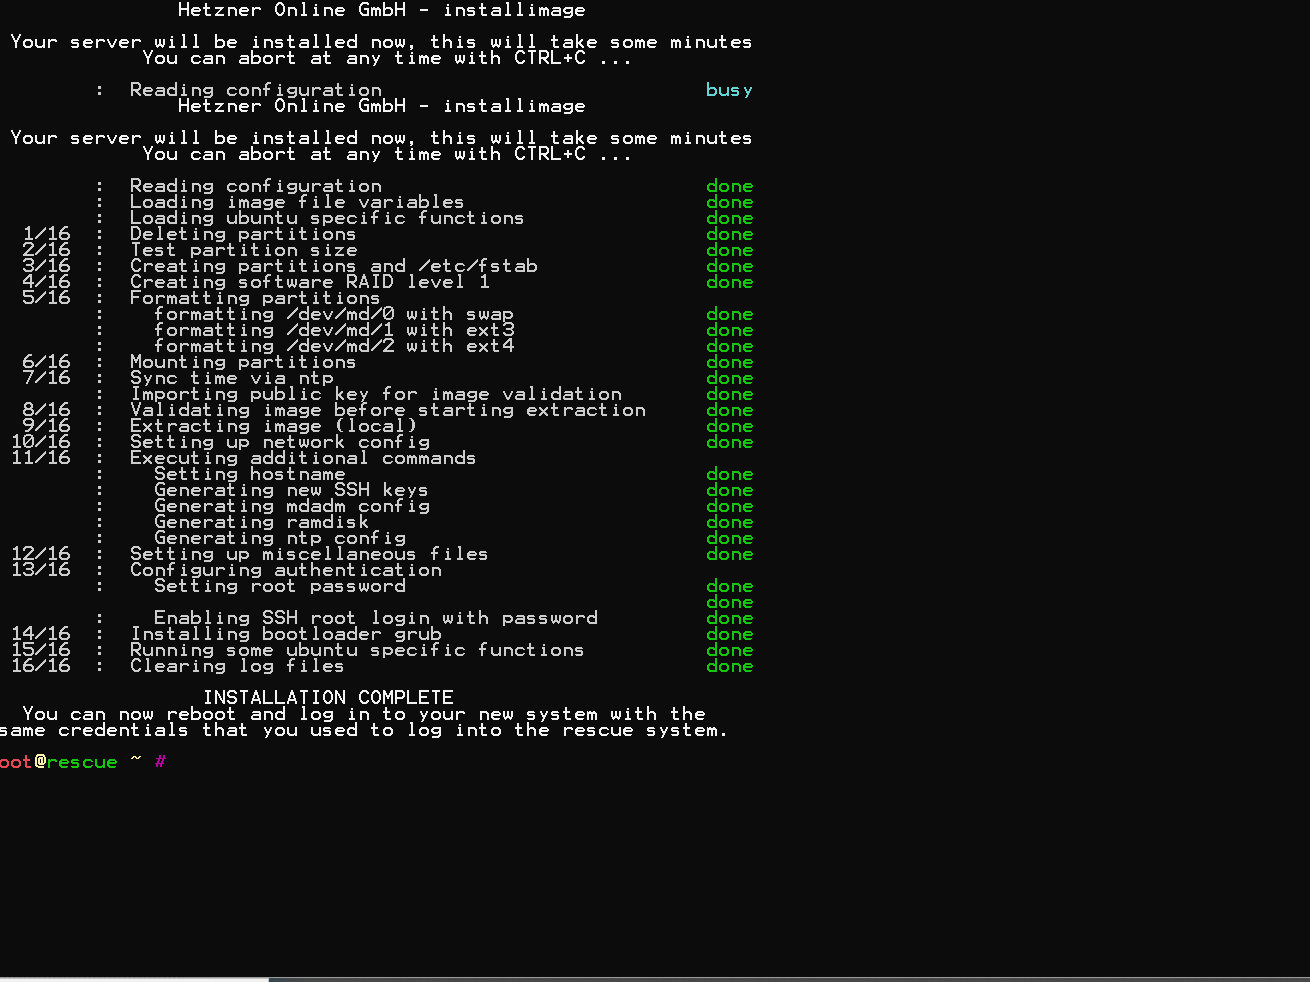 Hetzner Online GmbH - installimage
Your server will be installed now, this will take some minutes
You can abort at any time with CTRL+C ...
: Reading configuration busy
Hetzner Online GmbH - installimage
Your server will be installed now, this will take some minutes
You can abort at any time with CTRL+C ...
: Reading configuration done
: Loading image file variables done
: Loading ubuntu specific functions done
1/16 : Deleting partitions done
2/16 : Test partition size done
3/16 : Creating partitions and /etc/fstab done
4/16 : Creating software RAID level 1 done
5/16 : Formatting partitions
: formatting /dev/md/0 with swap done
: formatting /dev/md/1 with ext3 done
: formatting /dev/md/2 with ext4 done
6/16 : Mounting partitions done
7/16 : Sync time via ntp done
: Importing public key for image validation done
8/16 : Validating image before starting extraction done
9/16 : Extracting image (local) done
10/16 : Setting up network config done
11/16 : Executing additional commands
: Setting hostname done
: Generating new SSH keys done
: Generating mdadm config done
: Generating ramdisk done
: Generating ntp config done
12/16 : Setting up miscellaneous files done
13/16 : Configuring authentication
: Setting root password done
done
: Enabling SSH root login with password done
14/16 : Installing bootloader grub done
15/16 : Running some ubuntu specific functions done
16/16 : Clearing log files done
INSTALLATION COMPLETE
You can now reboot and log in to your new system with the
same credentials that you used to log into the rescue system.
oot@rescue ~ #